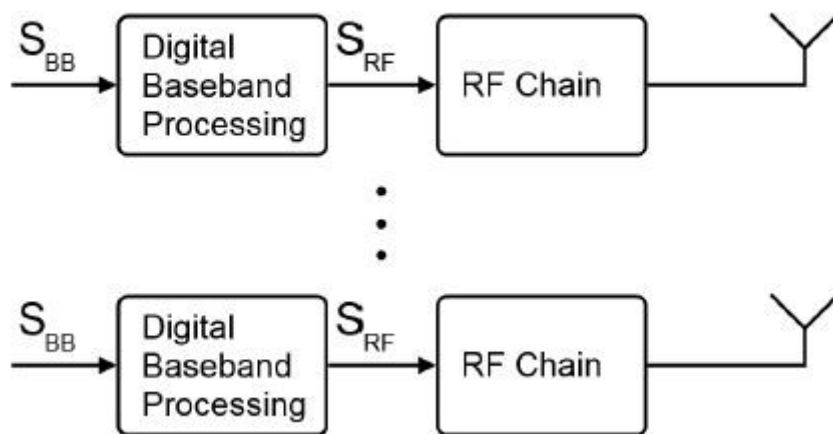 S_BB
Digital
Baseband
Processing
S_RF
RF Chain
S_BB
Digital
Baseband
Processing
S_RF
RF Chain